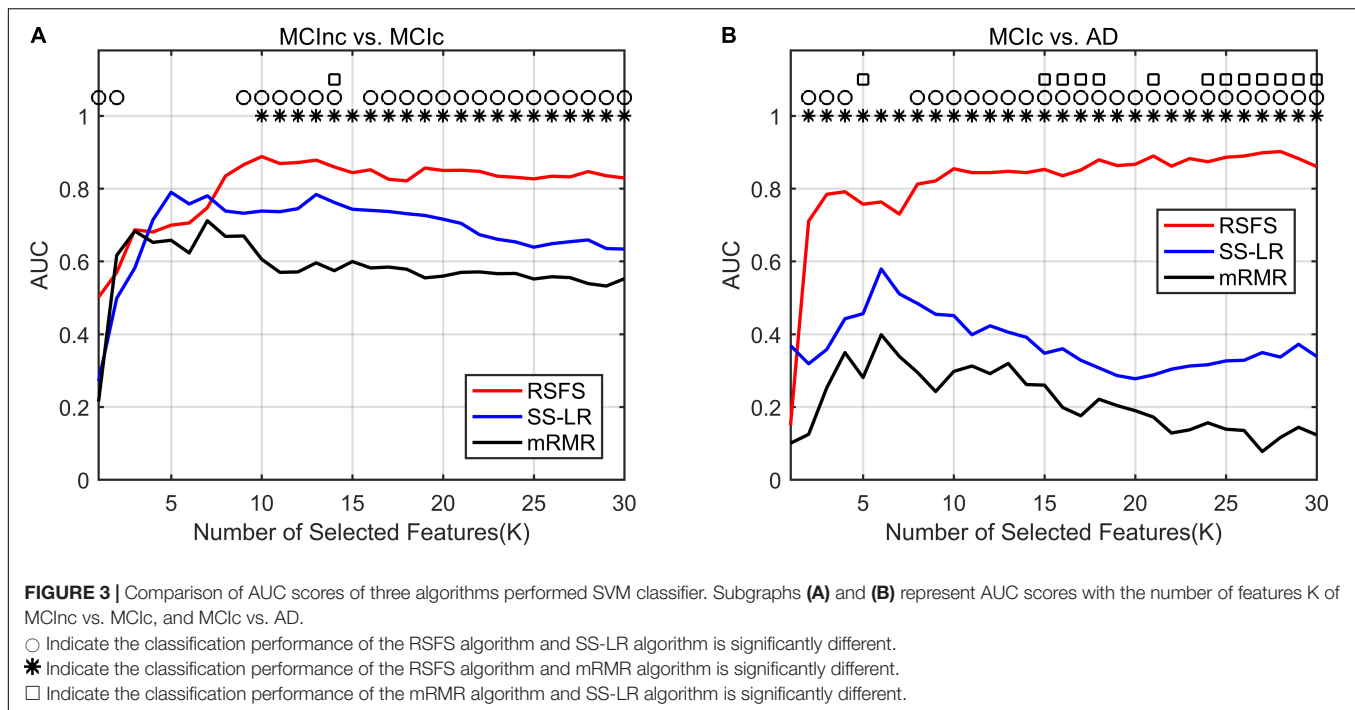 A
MCInc vs. MCIc
1
0.8
0.6
0.4
0.2
0
AUC
RSFS
SS-LR
mRMR
5
10
15
20
25
30
Number of Selected Features(K)
B
MCIc vs. AD
1
0.8
0.6
0.4
0.2
0
AUC
RSFS
SS-LR
mRMR
5
10
15
20
25
30
Number of Selected Features(K)
FIGURE 3 | Comparison of AUC scores of three algorithms performed SVM classifier. Subgraphs (A) and (B) represent AUC scores with the number of features K of
MCInc vs. MCIc, and MCIc vs. AD.
○ Indicate the classification performance of the RSFS algorithm and SS-LR algorithm is significantly different.
✱ Indicate the classification performance of the RSFS algorithm and mRMR algorithm is significantly different.
□ Indicate the classification performance of the mRMR algorithm and SS-LR algorithm is significantly different.